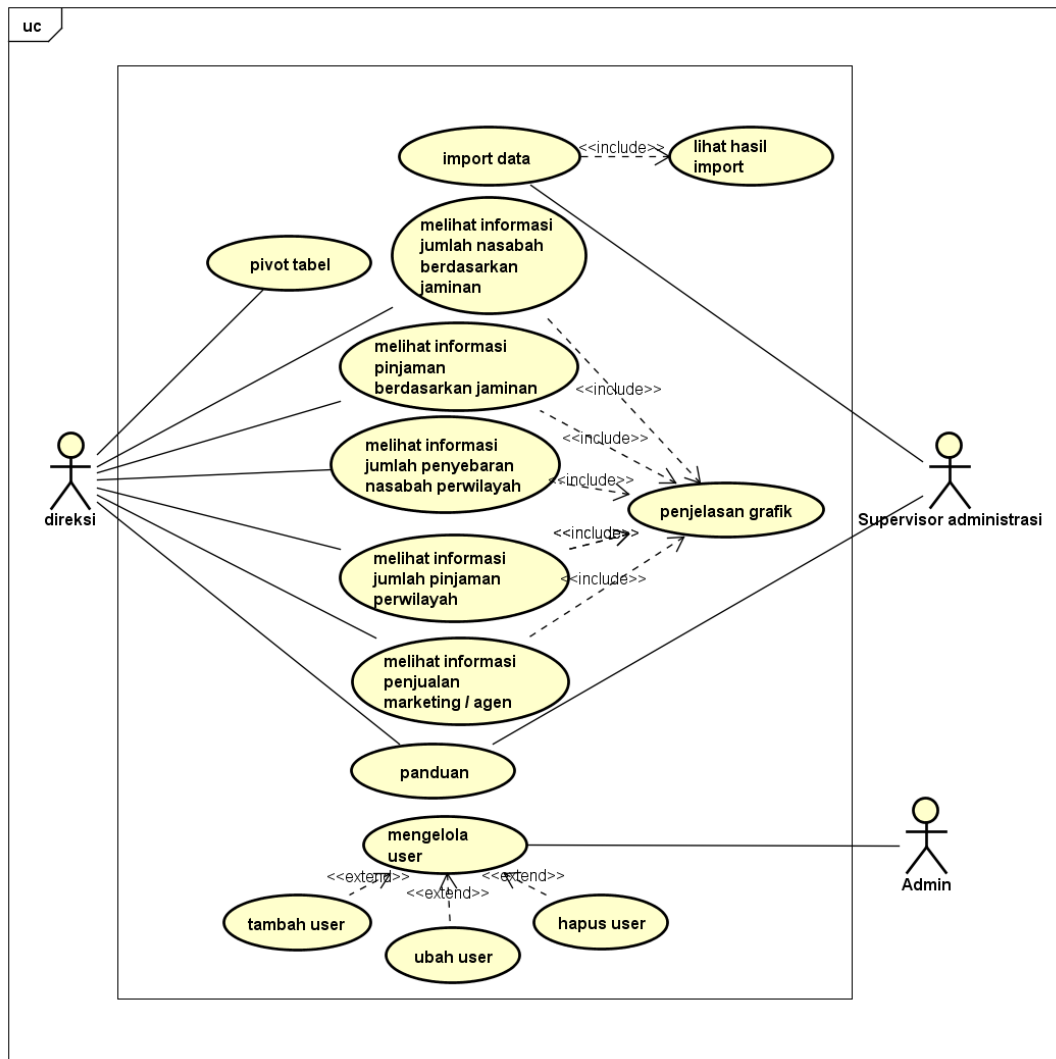 uc
import data
<<include>>
lihat hasil
import
melihat informasi
jumlah nasabah
berdasarkan
jaminan
pivot tabel
melihat informasi
pinjaman
berdasarkan jaminan
<<include>>
<<include>>
melihat informasi
jumlah penyebaran
nasabah perwilayah
<<include>>
penjelasan grafik
direksi
Supervisor administrasi
<<include>>
melihat informasi
jumlah pinjaman
perwilayah
<<include>>
melihat informasi
penjualan
marketing / agen
panduan
mengelola
user
Admin
<<extend>>
<<extend>>
<<extend>>
tambah user
ubah user
hapus user